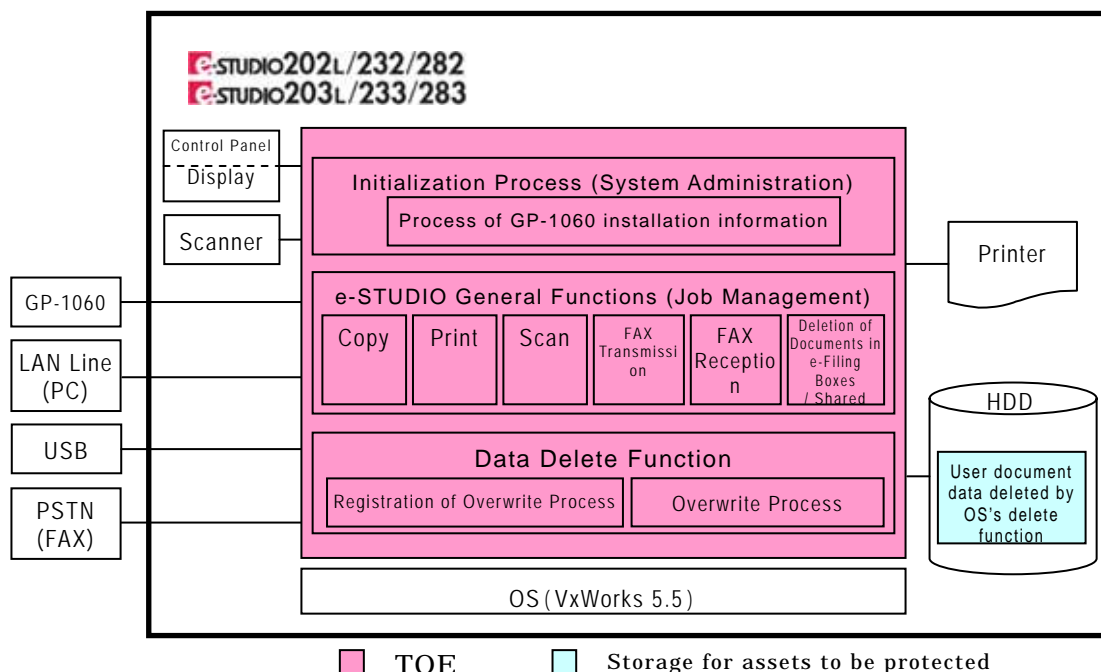 e-STUDIO202L/232/282
e-STUDIO203L/233/283
Control Panel
Display
Scanner
GP-1060
LAN Line
(PC)
USB
PSTN
(FAX)
Initialization Process (System Administration)
Process of GP-1060 installation information
e-STUDIO General Functions (Job Management)
Copy
Print
Scan
FAX
Transmissi
on
FAX
Receptio
n
Deletion of
Documents in
e-Filing
Boxes
/ Shared
Data Delete Function
Registration of Overwrite Process
Overwrite Process
OS(VxWorks 5.5)
Printer
HDD
User document
data deleted by
OS's delete
function
TOE
Storage for assets to be protected